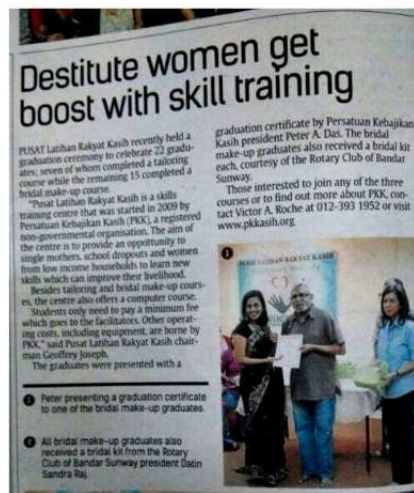 Destitute women get
boost with skill training
PUSAT Latihan Rakyat Kasih recently held a
graduation ceremony to celebrate 22 gradu-
ates; seven of whom completed a tailoring
course while the remaining 15 completed a
bridal make-up course.
"Pusat Latihan Rakyat Kasih is a skills
training centre that was started in 2009 by
Persatuan Kebajikan Kasih (PKK), a registered
non-governmental organisation. The aim of
the centre is to provide an opportunity to
single mothers, school dropouts and women
from low income households to learn new
skills which can improve their livelihood.
Besides tailoring and bridal make-up cours-
es, the centre also offers a computer course.
Students only need to pay a minimum fee
which goes to the facilitators. Other operat-
ing costs, including equipment, are borne by
PKK," said Pusat Latihan Rakyat Kasih chair-
man Geoffrey Joseph.
The graduates were presented with a
graduation certificate by Persatuan Kebajikan
Kasih president Peter A. Das. The bridal
make-up graduates also received a bridal kit
each, courtesy of the Rotary Club of Bandar
Sunway.
Those interested to join any of the three
courses or to find out more about PKK, con-
tact Victor A. Roche at 012-393 1952 or visit
www.pkkasih.org
1
PUSAT LATIHAN RAKYAT KASIH
1 Peter presenting a graduation certificate
to one of the bridal make-up graduates.
2 All bridal make-up graduates also
received a bridal kit from the Rotary
Club of Bandar Sunway president Datin
Sandra Raj.